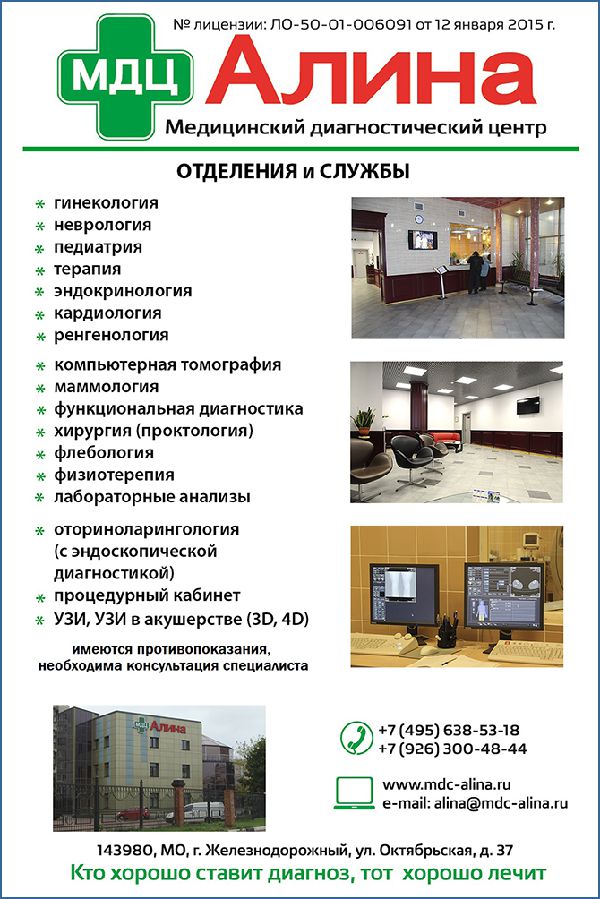 № лицензии: ЛО-50-01-006091 от 12 января 2015 г.
МДЦ Алина
Медицинский диагностический центр
ОТДЕЛЕНИЯ и СЛУЖБЫ
* гинекология
* неврология
* педиатрия
* терапия
* эндокринология
* кардиология
* ренгенология
* компьютерная томография
* маммология
* функциональная диагностика
* хирургия (проктология)
* флебология
* физиотерепия
* лабораторные анализы
* оториноларингология
(с эндоскопической
диагностикой)
* процедурный кабинет
* УЗИ, УЗИ в акушерстве (3D, 4D)
имеются противопоказания,
необходима консультация специалиста
МДЦ Алина
+7 (495) 638-53-18
+7 (926) 300-48-44
www.mdc-alina.ru
e-mail: alina@mdc-alina.ru
143980, МО, г. Железнодорожный, ул. Октябрьская, д. 37
Кто хорошо ставит диагноз, тот хорошо лечит